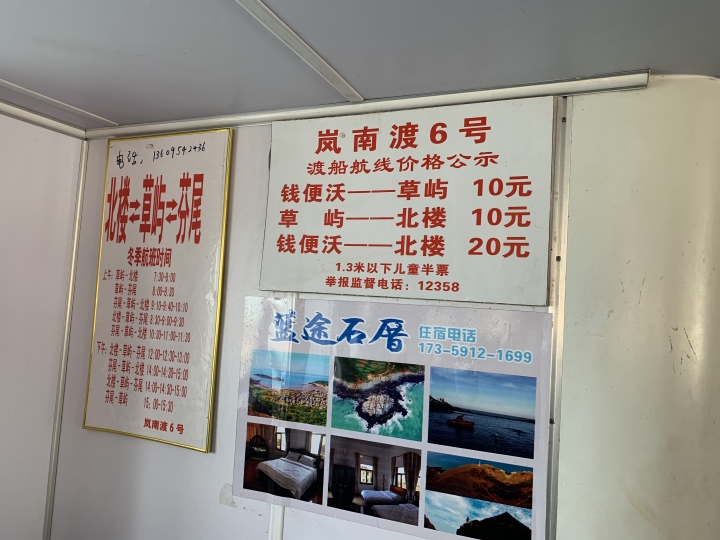 电话: 13609542436
北楼⇌草屿⇌芬尾
冬季航班时间
上午: 草屿－北楼 7:30-8:00
草屿－芬尾 8:00-8:20
芬尾－草屿－北楼 8:10-9:40-10:10
北楼－草屿－芬尾 8:30-9:00-9:30
北楼－草屿－芬尾 10:30-11:00-11:30
下午: 北楼－草屿－芬尾 12:00-12:30-13:00
芬尾－草屿－北楼 14:00-14:30-15:00
北楼－草屿－芬尾 14:00-14:30-15:00
芬尾－草屿 15:00-15:30
岚南渡6号
岚南渡6号
渡船航线价格公示
钱便沃——草屿 10元
草屿——北楼 10元
钱便沃——北楼 20元
1.3米以下儿童半票
举报监督电话: 12358
蓝途石厝
住宿电话
173-5912-1699